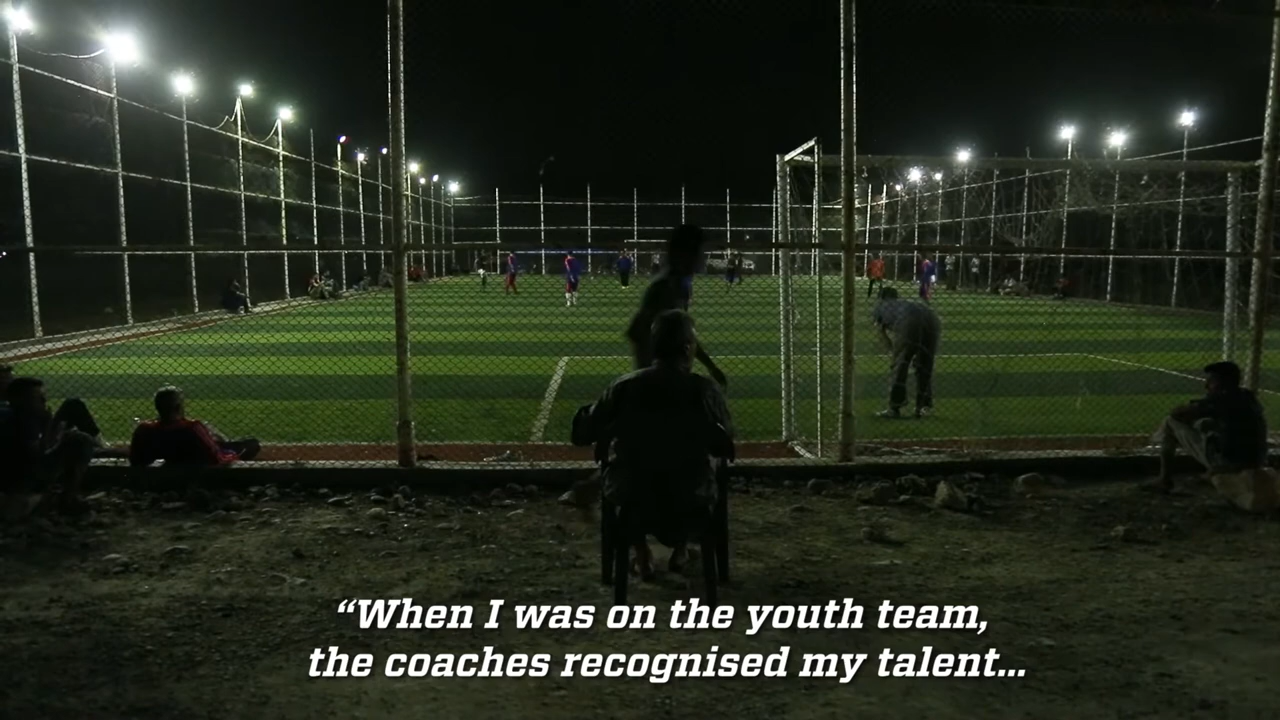 “When I was on the youth team,
the coaches recognised my talent...